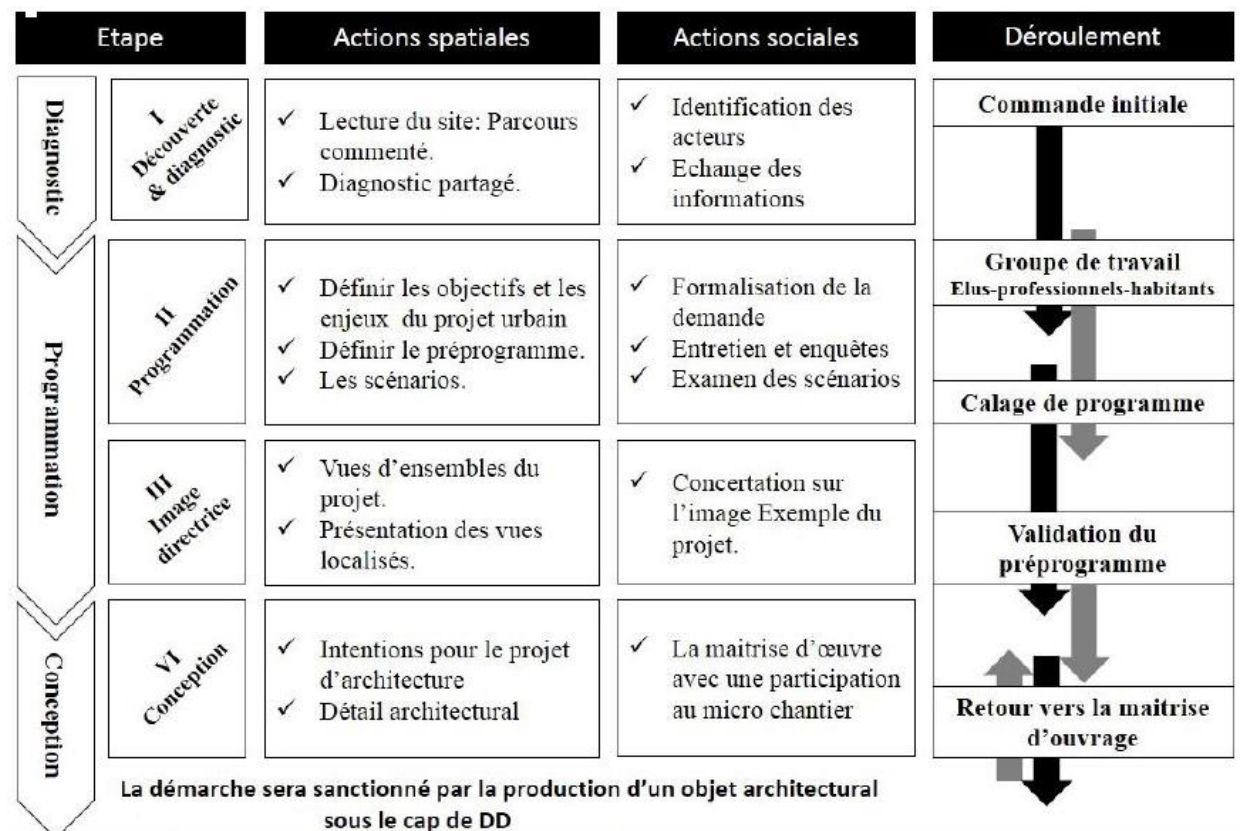 Etape
Actions spatiales
Actions sociales
Déroulement
Diagnostic
I
Découverte
& diagnostic
✓ Lecture du site: Parcours
commenté.
✓ Diagnostic partagé.
✓ Identification des
acteurs
✓ Echange des
informations
Commande initiale
Programmation
II
Programmation
✓ Définir les objectifs et les
enjeux du projet urbain
✓ Définir le préprogramme.
✓ Les scénarios.
✓ Formalisation de la
demande
✓ Entretien et enquêtes
✓ Examen des scénarios
Groupe de travail
Elus-professionnels-habitants
Calage de programme
III
Image
directrice
✓ Vues d'ensembles du
projet.
✓ Présentation des vues
localisés.
✓ Concertation sur
l'image Exemple du
projet.
Validation du
préprogramme
Conception
VI
Conception
✓ Intentions pour le projet
d'architecture
✓ Détail architectural
✓ La maitrise d'œuvre
avec une participation
au micro chantier
Retour vers la maitrise
d'ouvrage
La démarche sera sanctionné par la production d'un objet architectural
sous le cap de DD